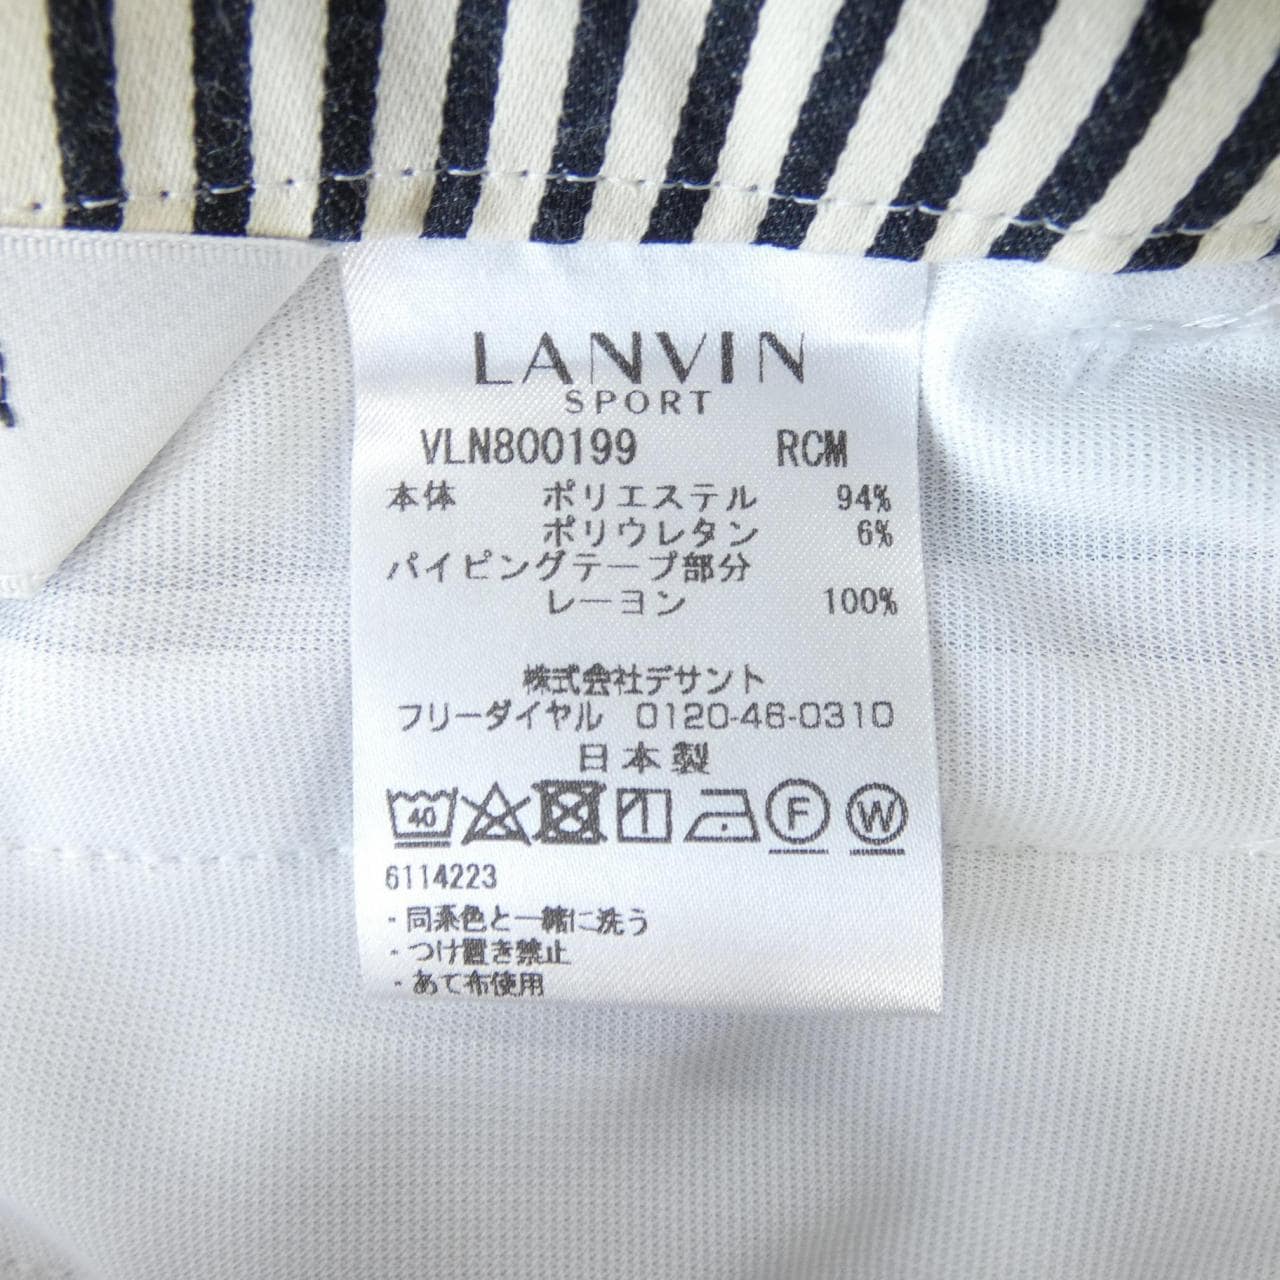 LANVIN
SPORT
VLN800199 RCM
本体 ポリエステル 94%
ポリウレタン 6%
パイピングテープ部分
レーヨン 100%
株式会社デサント
フリーダイヤル 0120-46-0310
日本製
40 F W
6114223
・同系色と一緒に洗う
・つけ置き禁止
・あて布使用